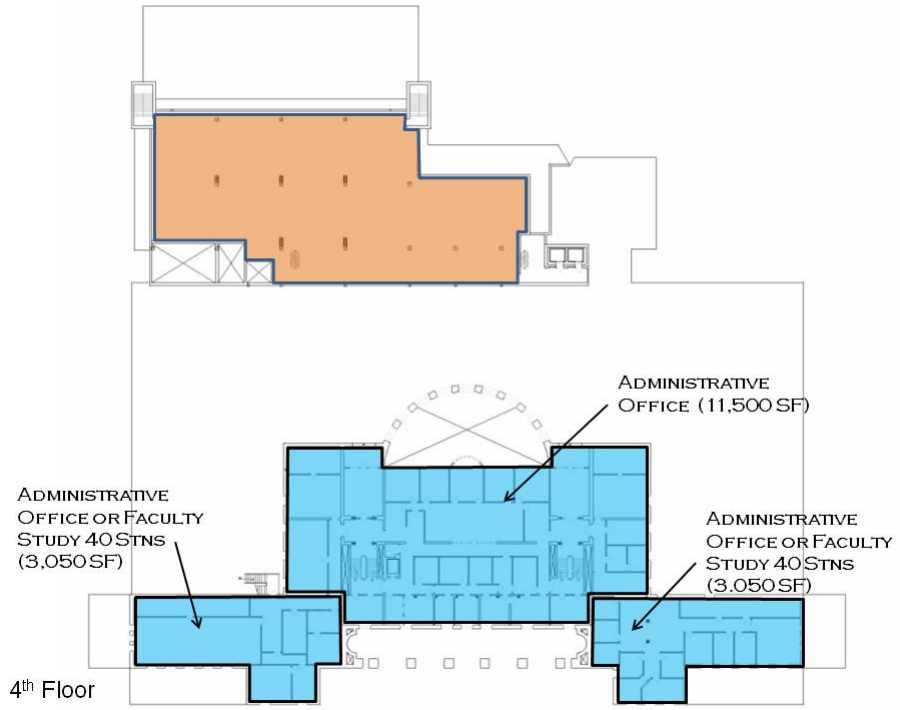 Administrative
Office (11,500 SF)
Administrative
Office or Faculty
Study 40 Stns
(3,050 SF)
Administrative
Office or Faculty
Study 40 Stns
(3.050 SF)
4th Floor